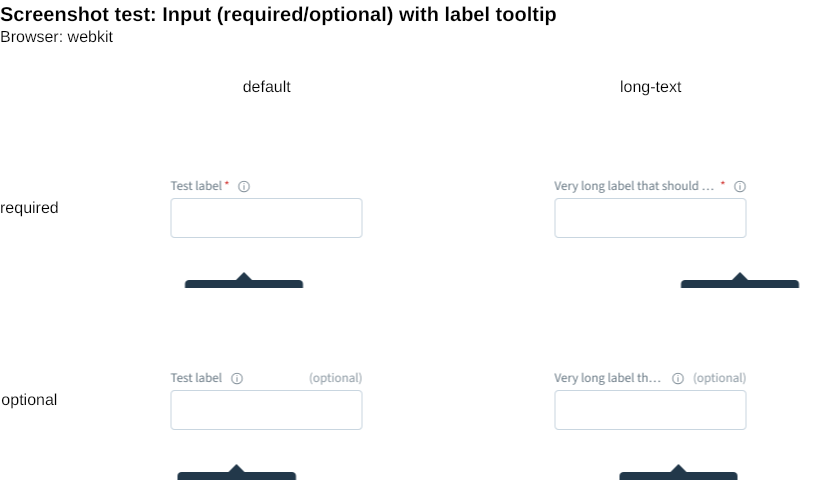 Screenshot test: Input (required/optional) with label tooltip
Browser: webkit
default long-text
required
Test label * Very long label that should ... *
optional
Test label (optional) Very long label th... (optional)